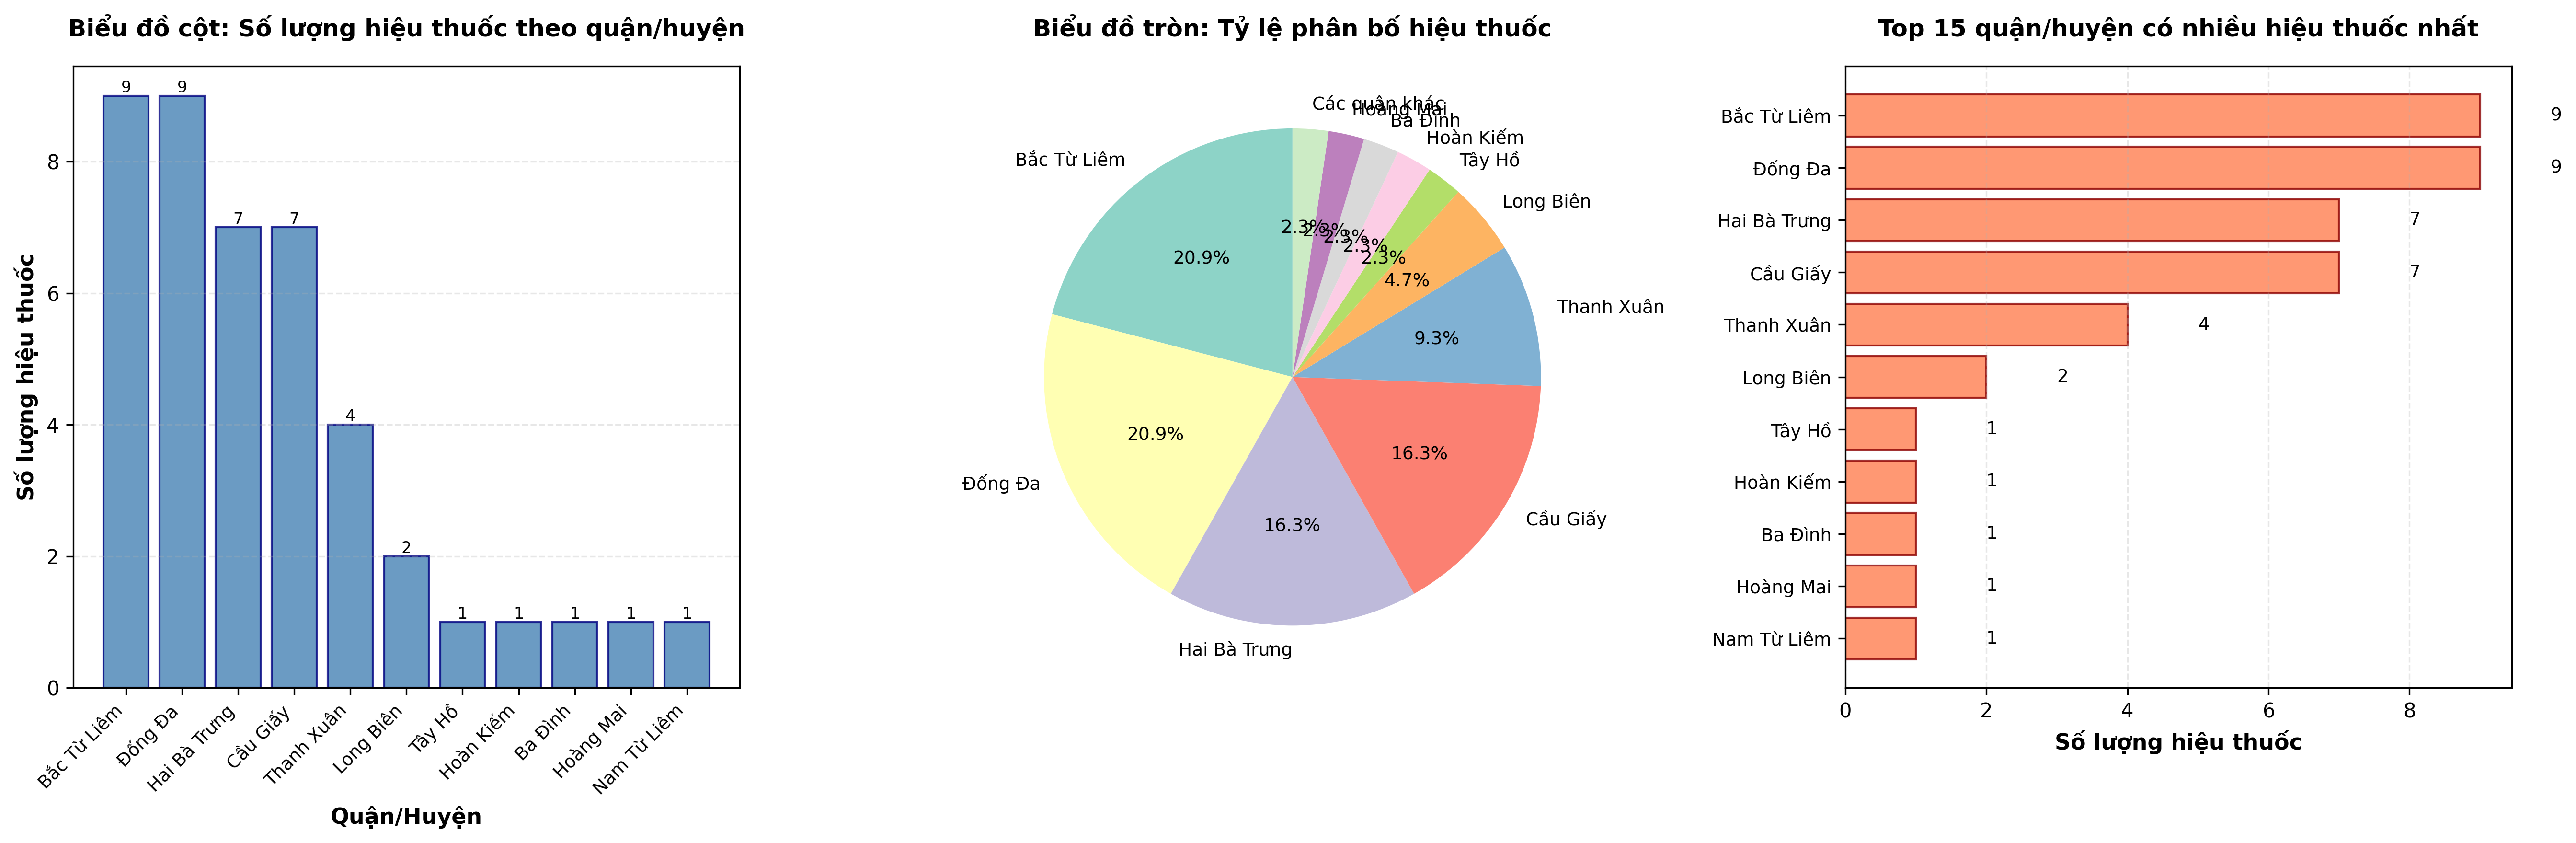 Biểu đồ cột: Số lượng hiệu thuốc theo quận/huyện
Số lượng hiệu thuốc
8
6
4
2
0
9
9
7
7
4
2
1
1
1
1
1
Bắc Từ Liêm
Đống Đa
Hai Bà Trưng
Cầu Giấy
Thanh Xuân
Long Biên
Tây Hồ
Hoàn Kiếm
Ba Đình
Hoàng Mai
Nam Từ Liêm
Quận/Huyện
Biểu đồ tròn: Tỷ lệ phân bố hiệu thuốc
Các quận khác
Hoàng Mai
Ba Đình
Hoàn Kiếm
Tây Hồ
Long Biên
Thanh Xuân
Cầu Giấy
Hai Bà Trưng
Đống Đa
Bắc Từ Liêm
2.3%
2.3%
2.3%
2.3%
2.3%
4.7%
9.3%
16.3%
16.3%
20.9%
20.9%
Top 15 quận/huyện có nhiều hiệu thuốc nhất
Bắc Từ Liêm 9
Đống Đa 9
Hai Bà Trưng 7
Cầu Giấy 7
Thanh Xuân 4
Long Biên 2
Tây Hồ 1
Hoàn Kiếm 1
Ba Đình 1
Hoàng Mai 1
Nam Từ Liêm 1
0 2 4 6 8
Số lượng hiệu thuốc